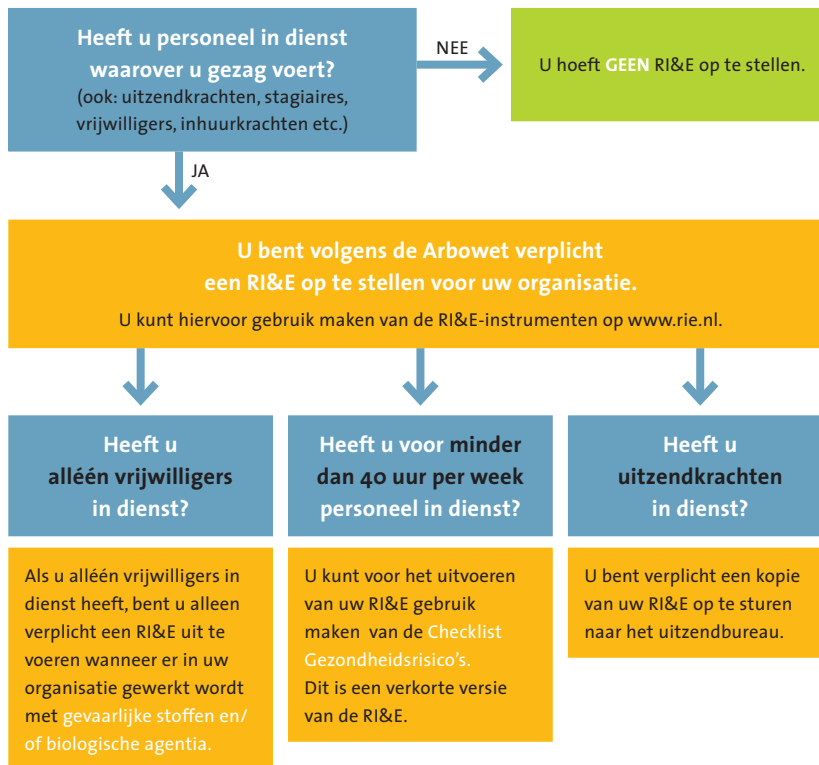 Heeft u personeel in dienst
waarover u gezag voert?
(ook: uitzendkrachten, stagiaires,
vrijwilligers, inhuurkrachten etc.)
NEE
U hoeft GEEN RI&E op te stellen.
JA
U bent volgens de Arbowet verplicht
een RI&E op te stellen voor uw organisatie.
U kunt hiervoor gebruik maken van de RI&E-instrumenten op www.rie.nl.
Heeft u
alléén vrijwilligers
in dienst?
Als u alléén vrijwilligers in
dienst heeft, bent u alleen
verplicht een RI&E uit te
voeren wanneer er in uw
organisatie gewerkt wordt
met gevaarlijke stoffen en/
of biologische agentia.
Heeft u voor minder
dan 40 uur per week
personeel in dienst?
U kunt voor het uitvoeren
van uw RI&E gebruik
maken van de Checklist
Gezondheidsrisico's.
Dit is een verkorte versie
van de RI&E.
Heeft u
uitzendkrachten
in dienst?
U bent verplicht een kopie
van uw RI&E op te sturen
naar het uitzendbureau.